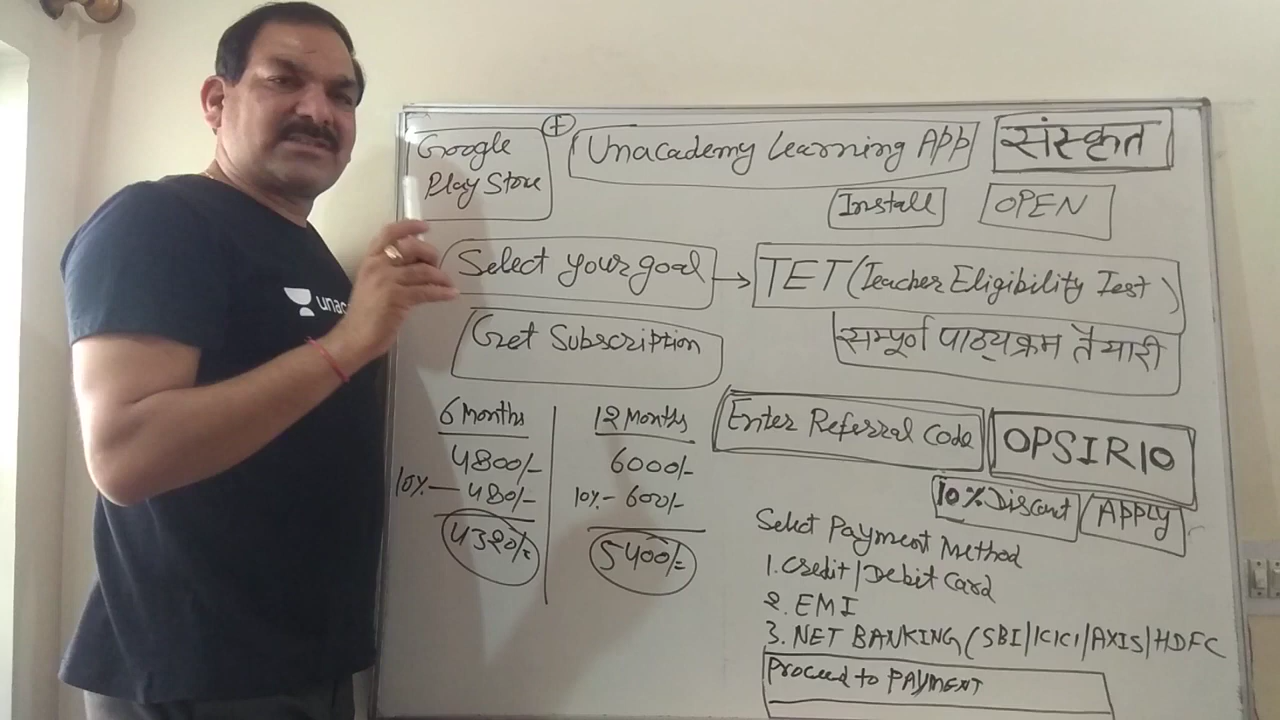 Google
Play Store
+
Unacademy Learning APP
संस्कृत
Install
OPEN
unac
Select your goal → TET (Teacher Eligibility Test)
सम्पूर्ण पाठ्यक्रम तैयारी
Get Subscription
6 Months
4800/-
10% — 480/-
4320/=
12 Months
6000/-
10% - 600/-
5400/=
Enter Referral Code
OPSIR10
10% Discount
APPLY
Select Payment Method
1. Credit/Debit Card
2. EMI
3. NET BANKING (SBI/ICICI/AXIS/HDFC
Proceed to PAYMENT